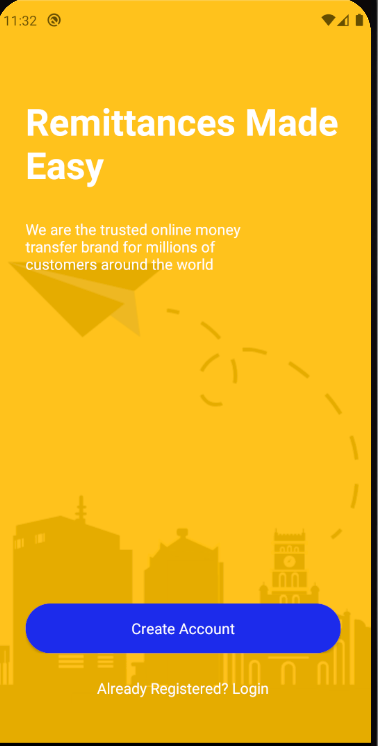 11:32
Remittances Made
Easy
We are the trusted online money
transfer brand for millions of
customers around the world
Create Account
Already Registered? Login